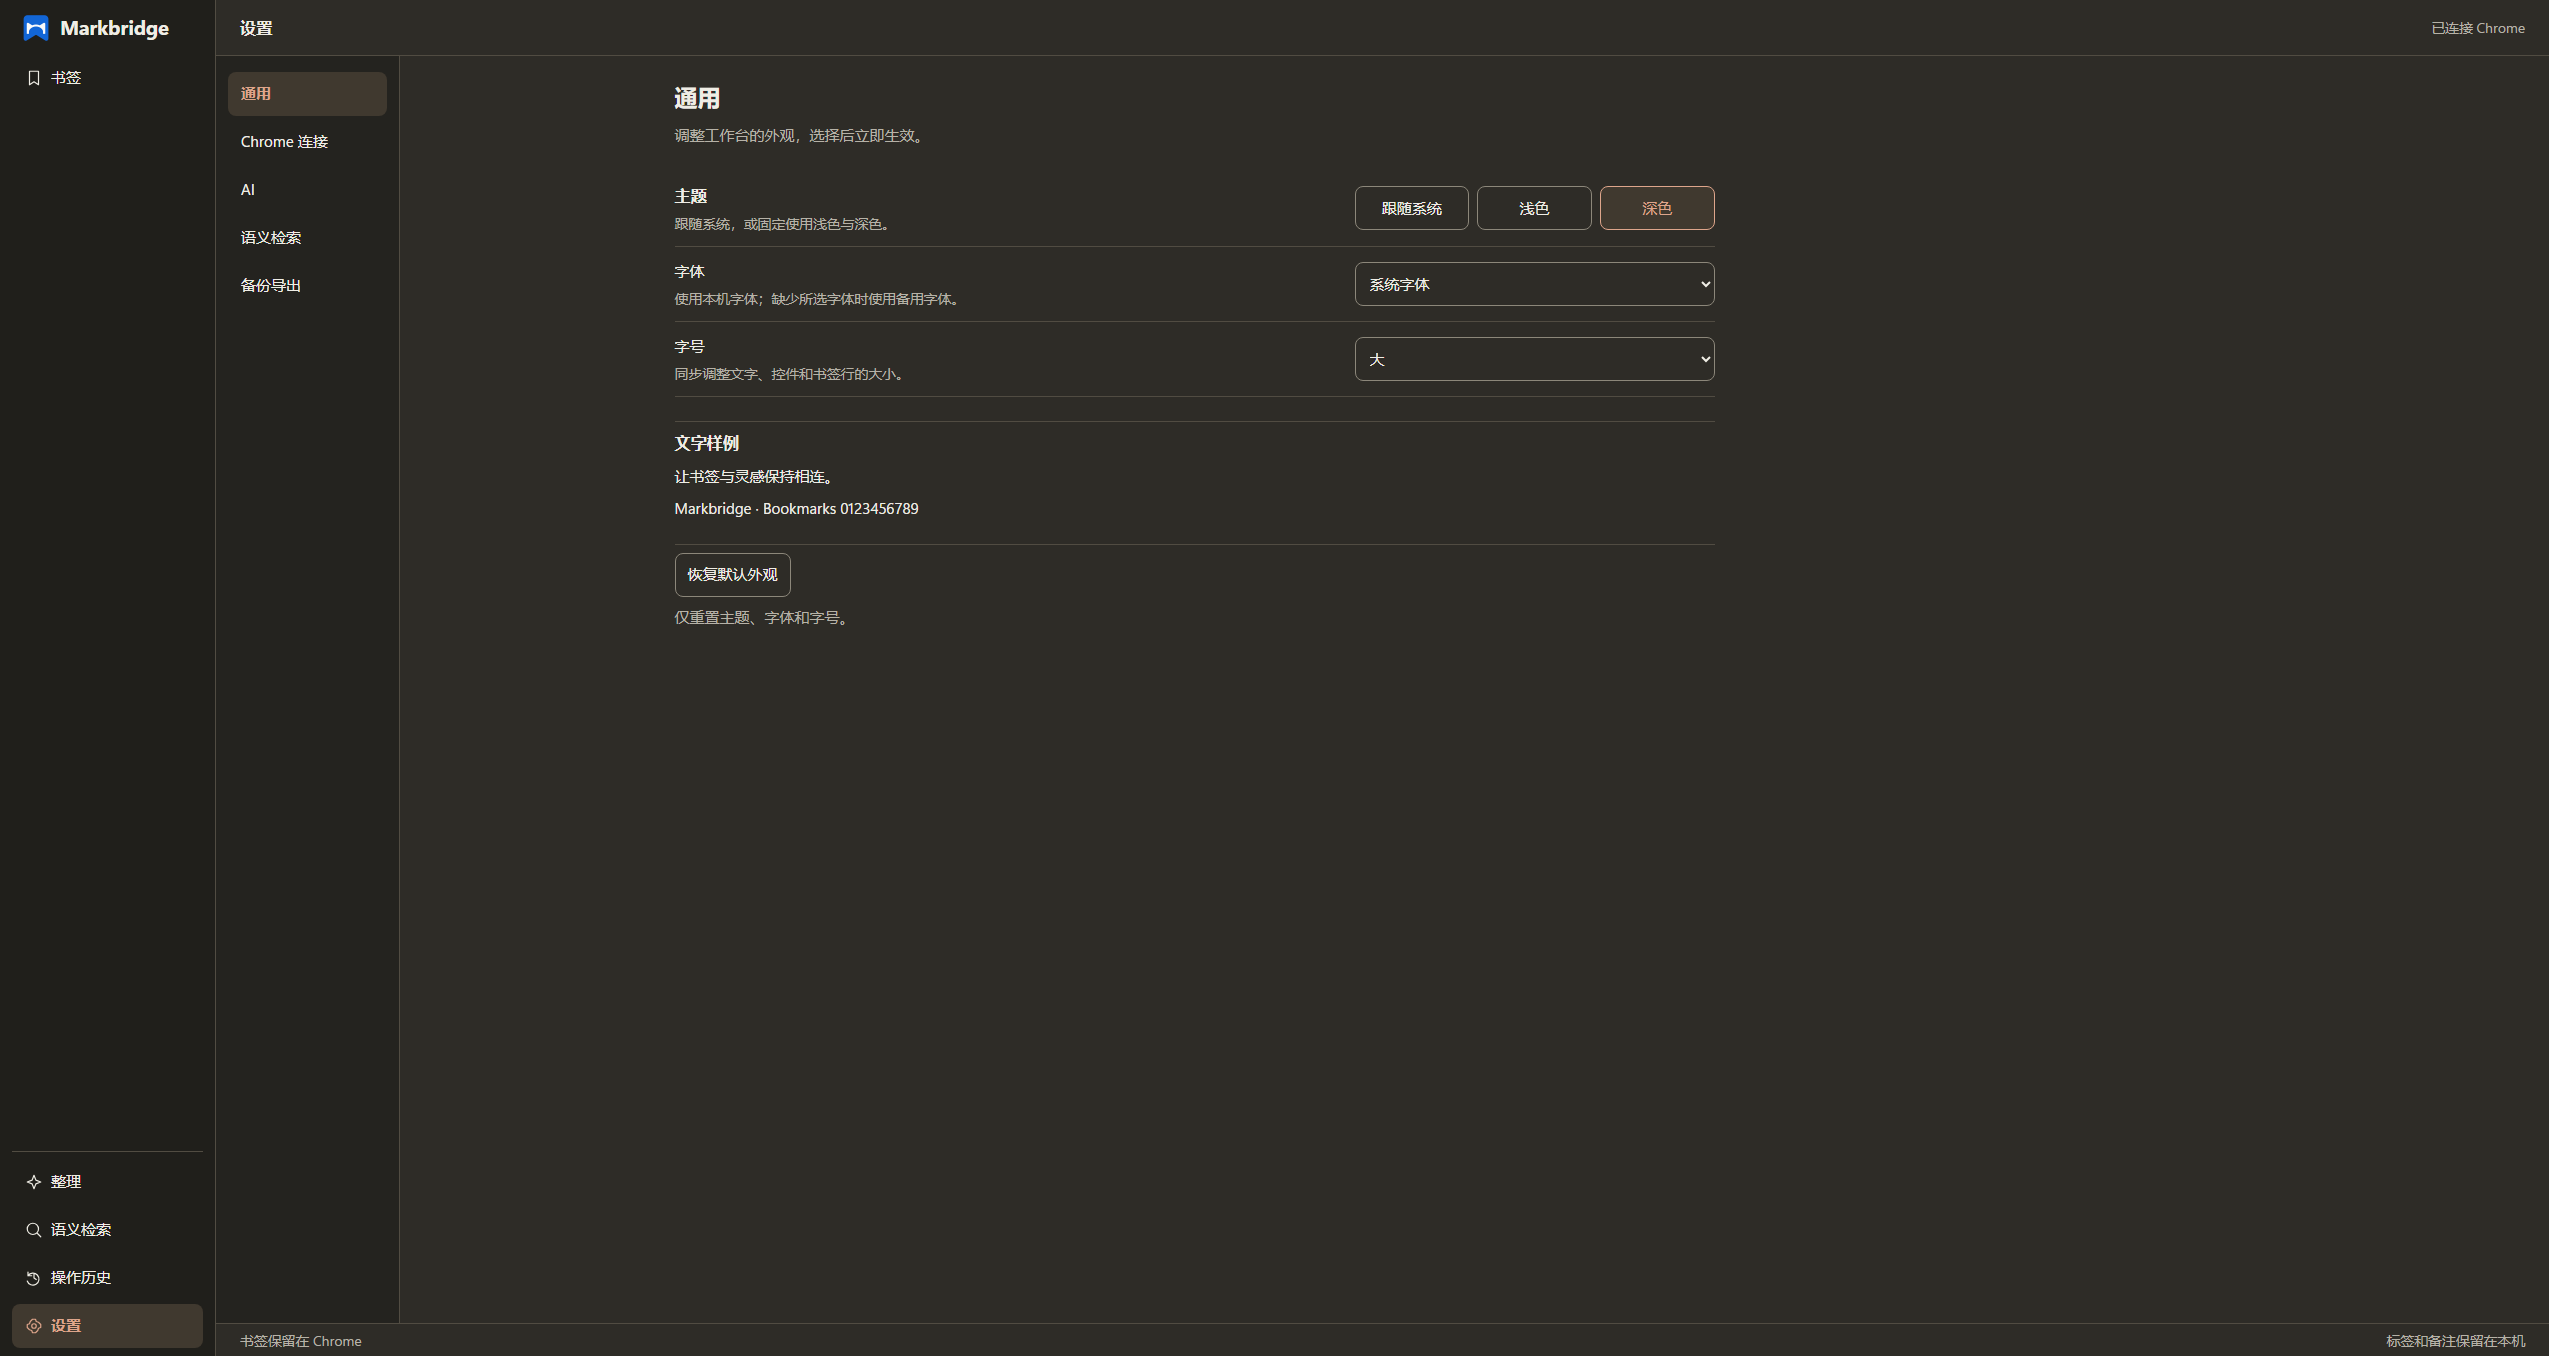 Markbridge
书签
整理
语义检索
操作历史
设置
设置
已连接 Chrome
通用
Chrome 连接
AI
语义检索
备份导出
通用
调整工作台的外观，选择后立即生效。
主题
跟随系统，或固定使用浅色与深色。
跟随系统
浅色
深色
字体
使用本机字体；缺少所选字体时使用备用字体。
系统字体
字号
同步调整文字、控件和书签行的大小。
大
文字样例
让书签与灵感保持相连。
Markbridge · Bookmarks 0123456789
恢复默认外观
仅重置主题、字体和字号。
书签保留在 Chrome
标签和备注保留在本机